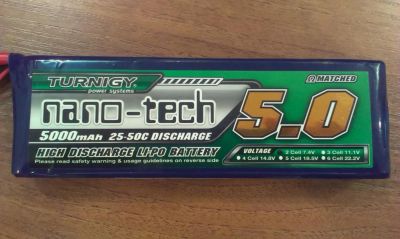 TURNIGY
power systems
Ω MATCHED
nano-tech
5.0
5000mAh 25-50C DISCHARGE
HIGH DISCHARGE LI-PO BATTERY
Please read safety warning & usage guidelines on reverse side
VOLTAGE 2 Cell 7.4V 3 Cell 11.1V
4 Cell 14.8V 5 Cell 18.5V 6 Cell 22.2V